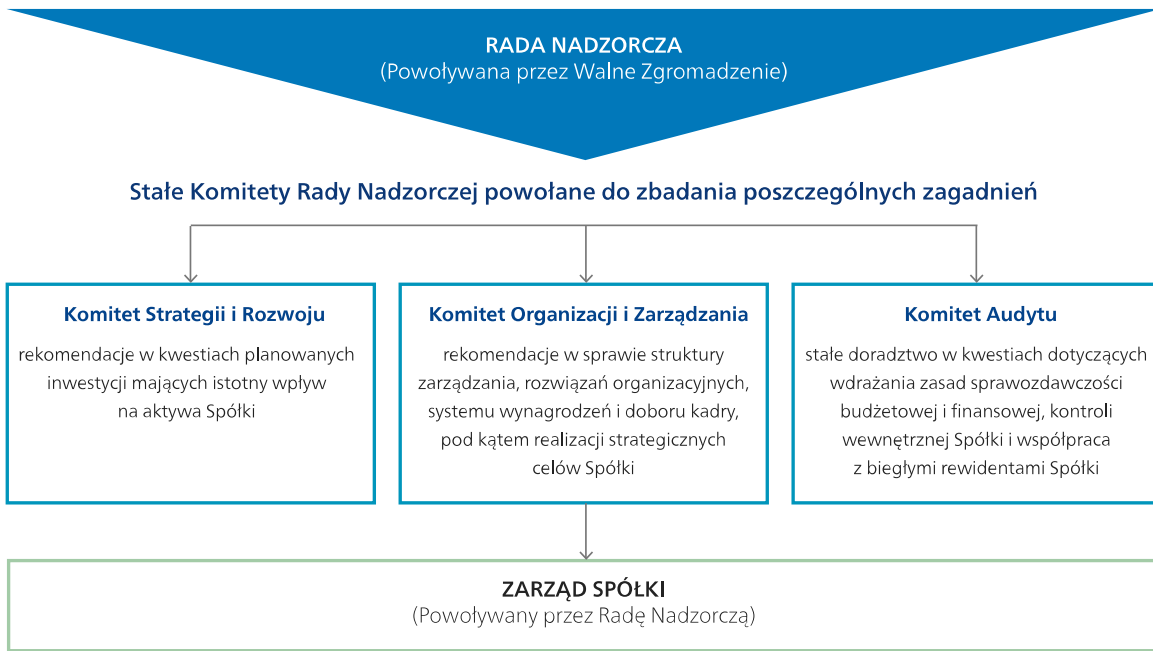 RADA NADZORCZA
(Powoływana przez Walne Zgromadzenie)
Stałe Komitety Rady Nadzorczej powołane do zbadania poszczególnych zagadnień
Komitet Strategii i Rozwoju
rekomendacje w kwestiach planowanych
inwestycji mających istotny wpływ
na aktywa Spółki
Komitet Organizacji i Zarządzania
rekomendacje w sprawie struktury
zarządzania, rozwiązań organizacyjnych,
systemu wynagrodzeń i doboru kadry,
pod kątem realizacji strategicznych
celów Spółki
Komitet Audytu
stałe doradztwo w kwestiach dotyczących
wdrażania zasad sprawozdawczości
budżetowej i finansowej, kontroli
wewnętrznej Spółki i współpraca
z biegłymi rewidentami Spółki
ZARZĄD SPÓŁKI
(Powoływany przez Radę Nadzorczą)